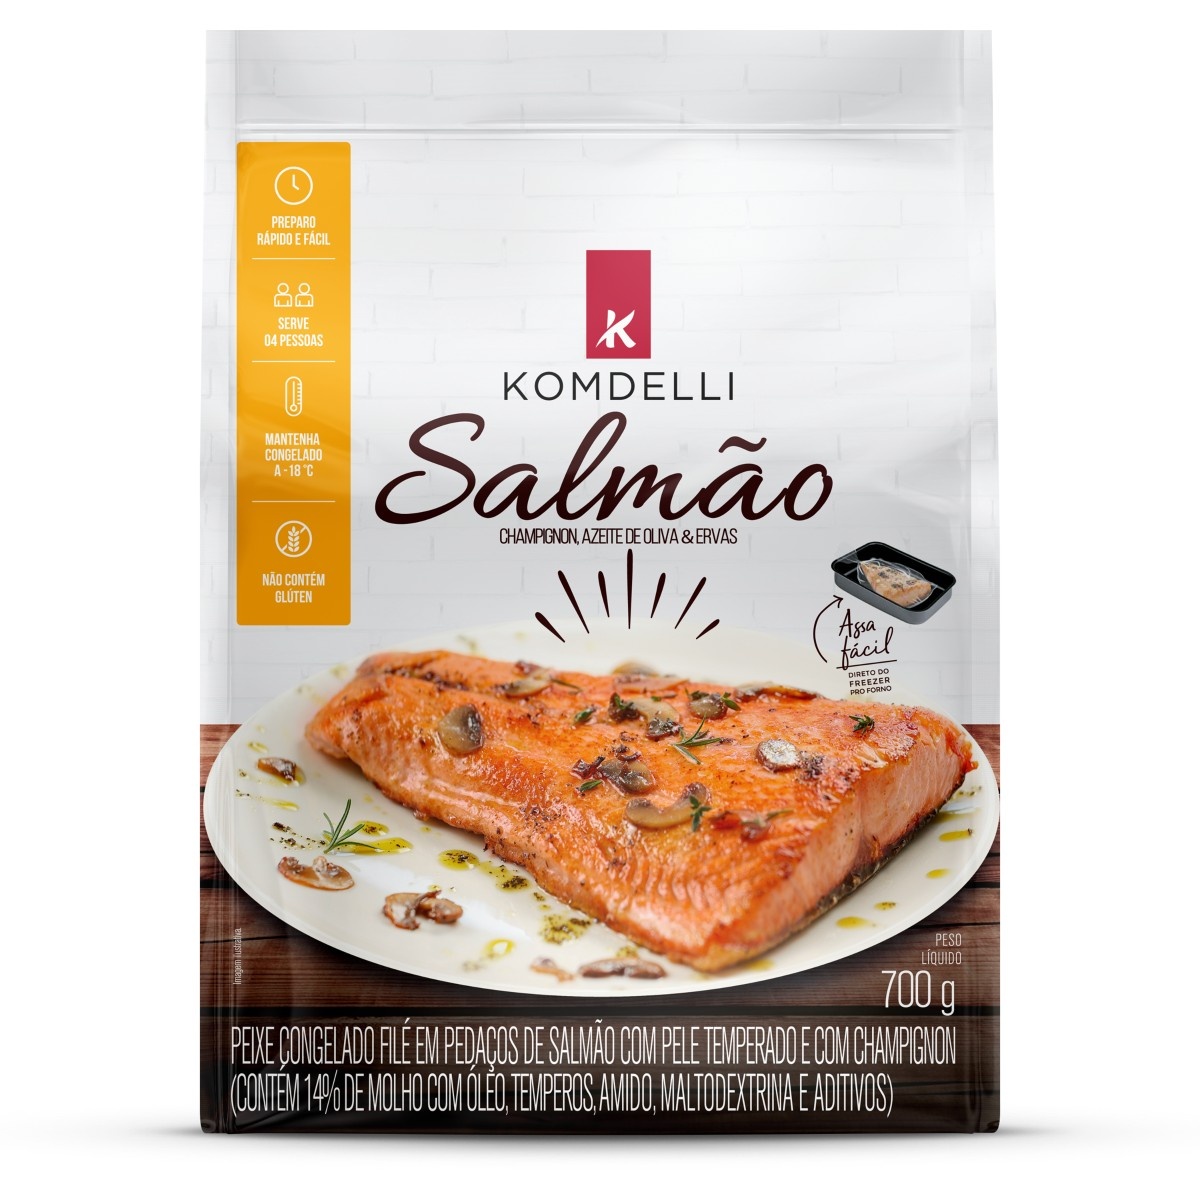 PREPARO
RÁPIDO E FÁCIL
SERVE
04 PESSOAS
MANTENHA
CONGELADO
A -18 °C
NÃO CONTÉM
GLÚTEN
K
KOMDELLI
Salmão
CHAMPIGNON, AZEITE DE OLIVA & ERVAS
Assa
fácil
DIRETO DO
FREEZER
PRO FORNO
Imagem ilustrativa.
PESO
LÍQUIDO
700 g
PEIXE CONGELADO FILÉ EM PEDAÇOS DE SALMÃO COM PELE TEMPERADO E COM CHAMPIGNON
(CONTÉM 14% DE MOLHO COM ÓLEO, TEMPEROS, AMIDO, MALTODEXTRINA E ADITIVOS)